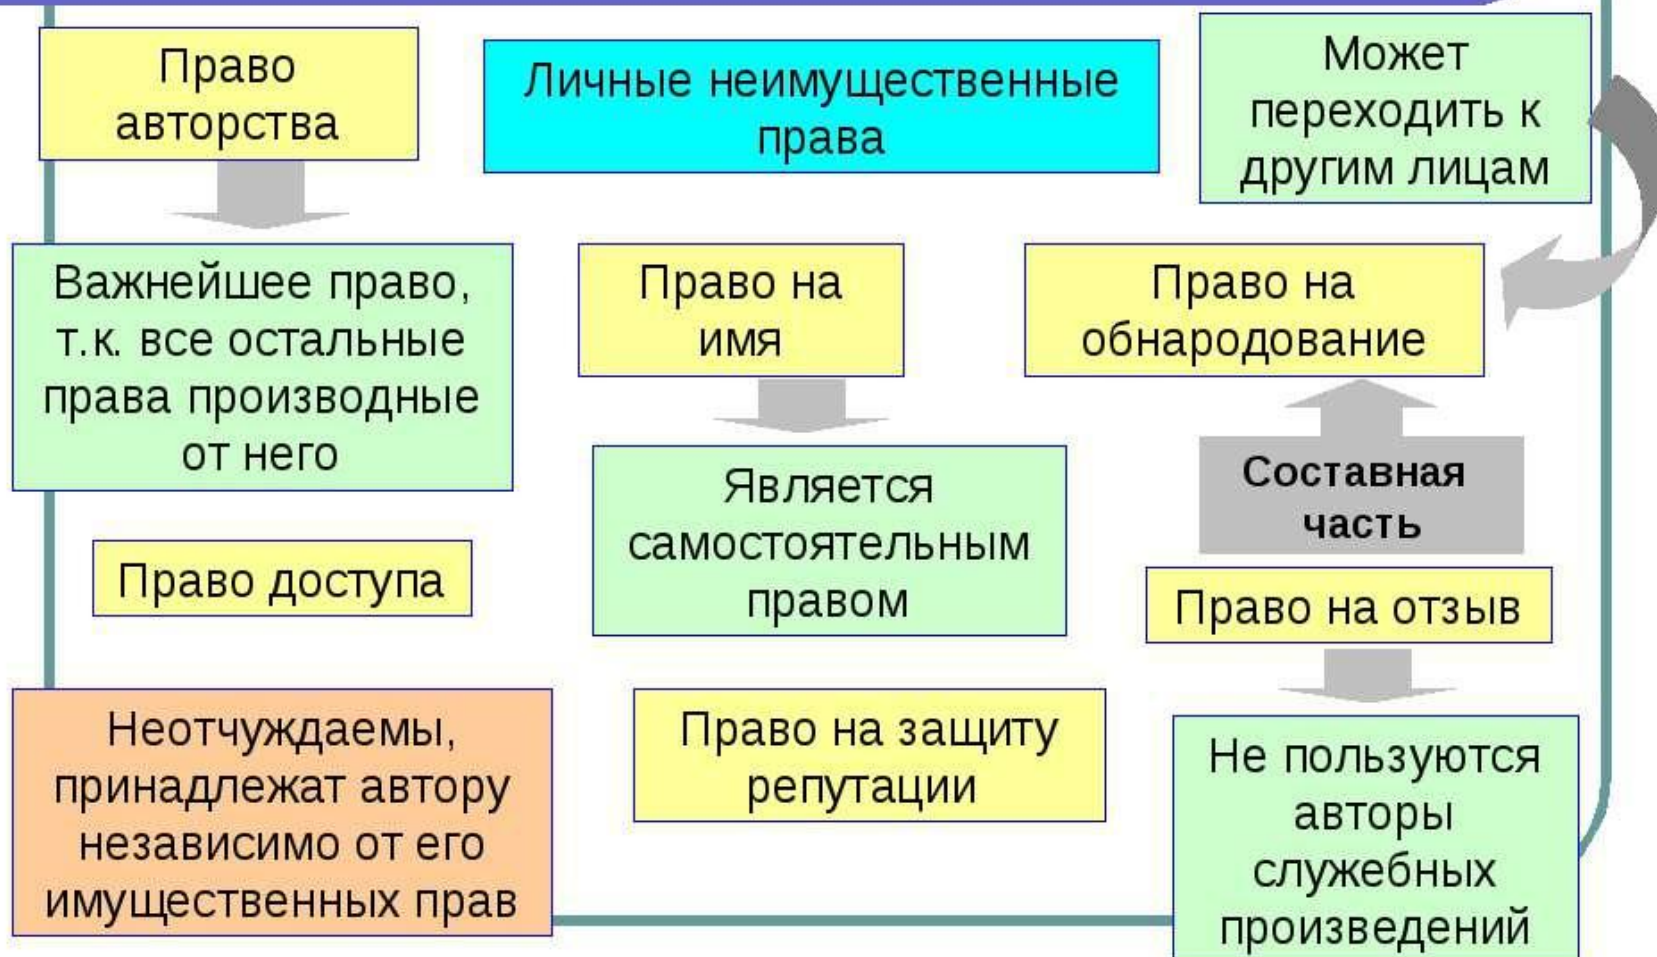 Право
авторства
Личные неимущественные
права
Может
переходить к
другим лицам
Важнейшее право,
т.к. все остальные
права производные
от него
Право на
имя
Право на
обнародование
Является
самостоятельным
правом
Составная
часть
Право доступа
Право на отзыв
Неотчуждаемы,
принадлежат автору
независимо от его
имущественных прав
Право на защиту
репутации
Не пользуются
авторы
служебных
произведений